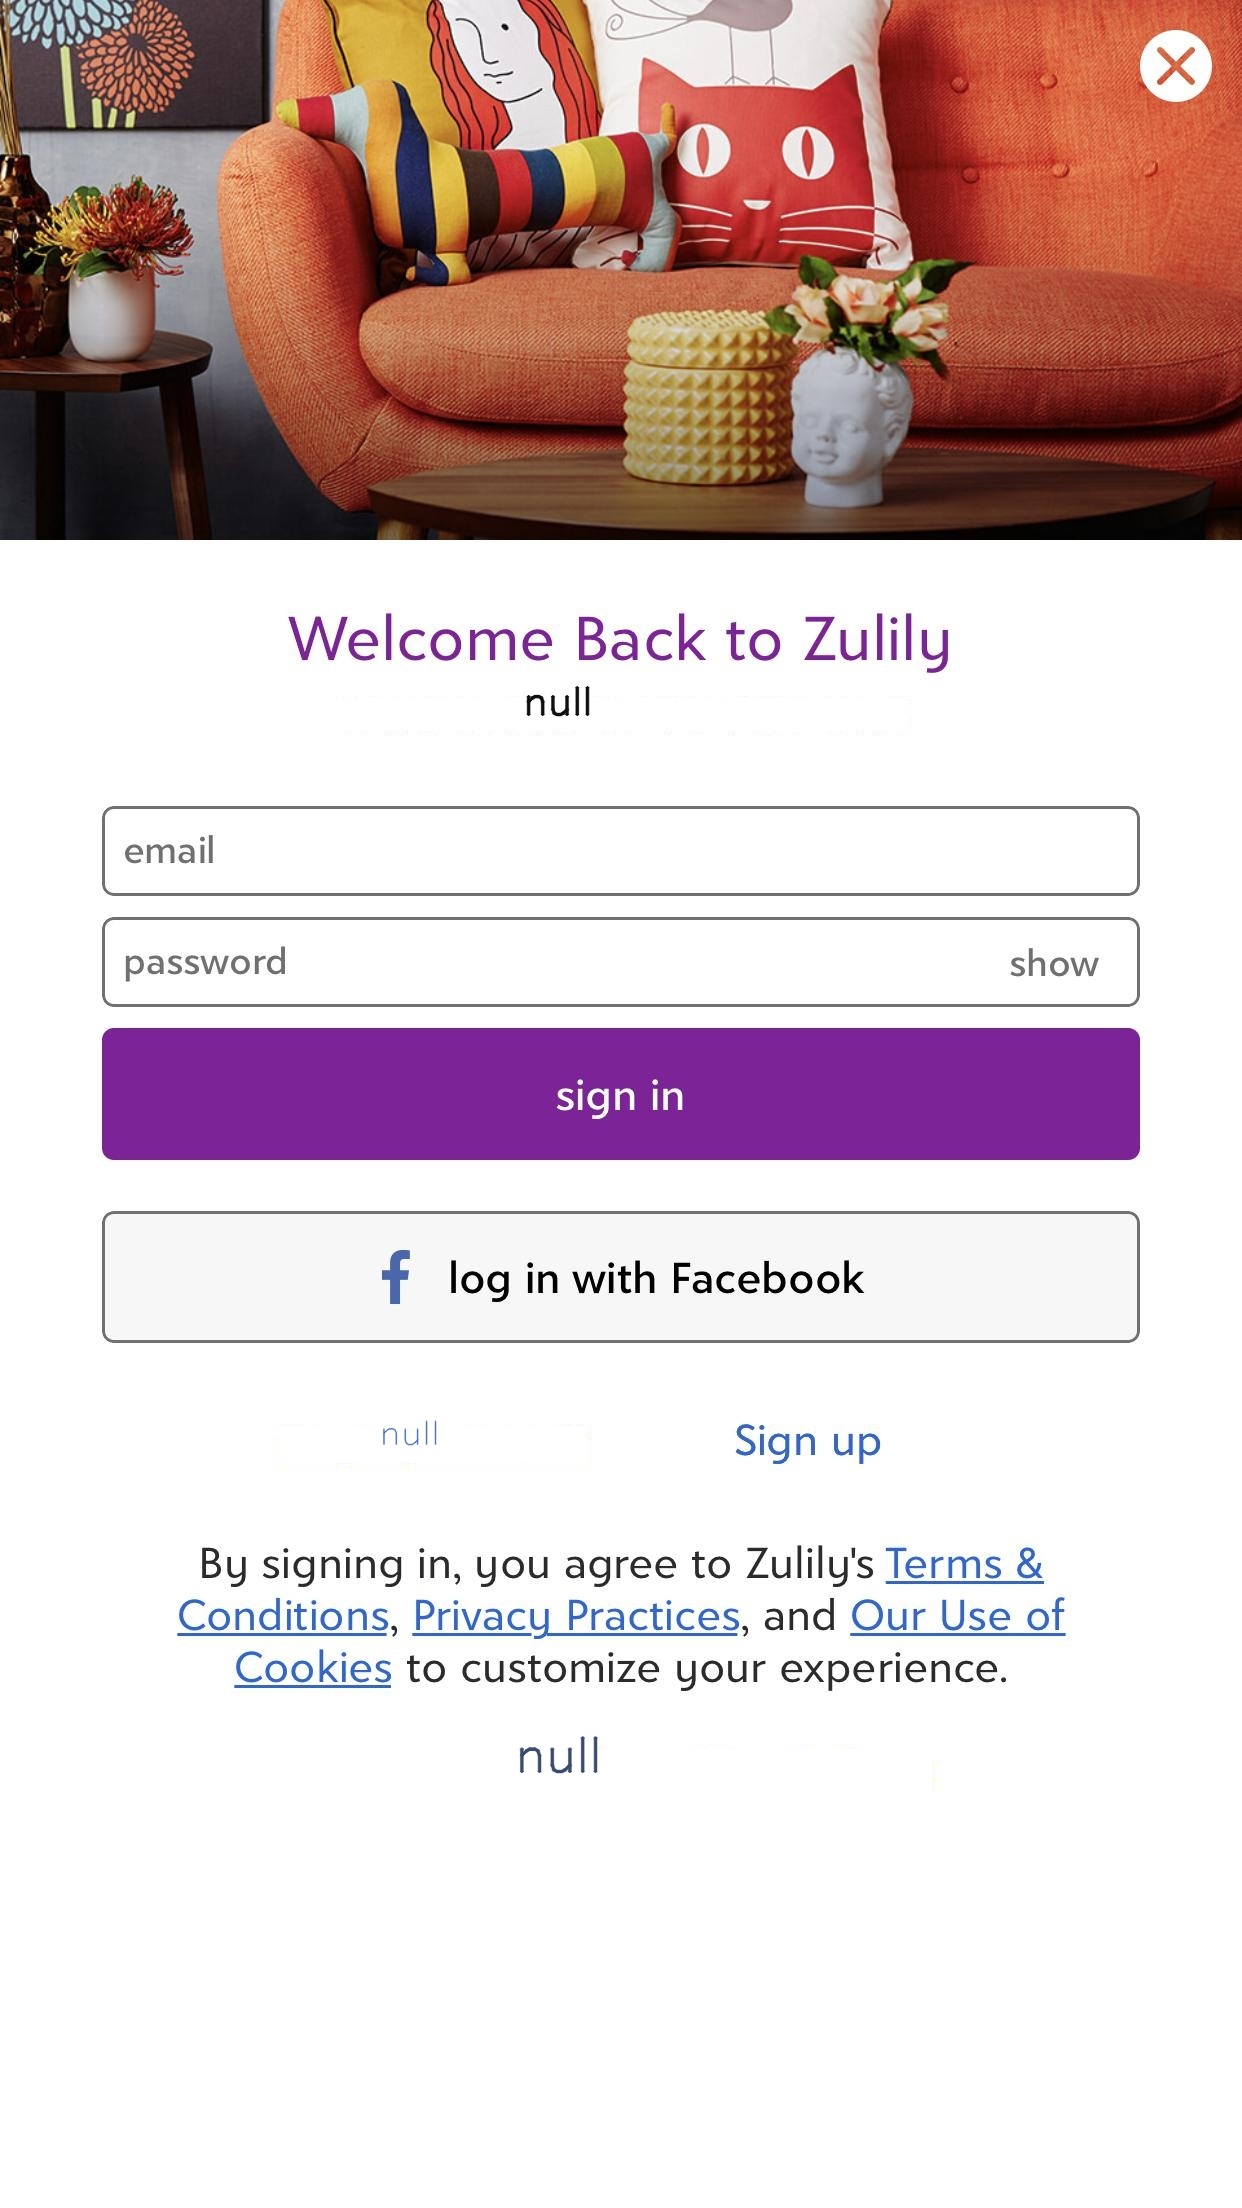 Welcome Back to Zulily
null
email
password show
sign in
log in with Facebook
null Sign up
By signing in, you agree to Zulily's Terms &
Conditions, Privacy Practices, and Our Use of
Cookies to customize your experience.
null